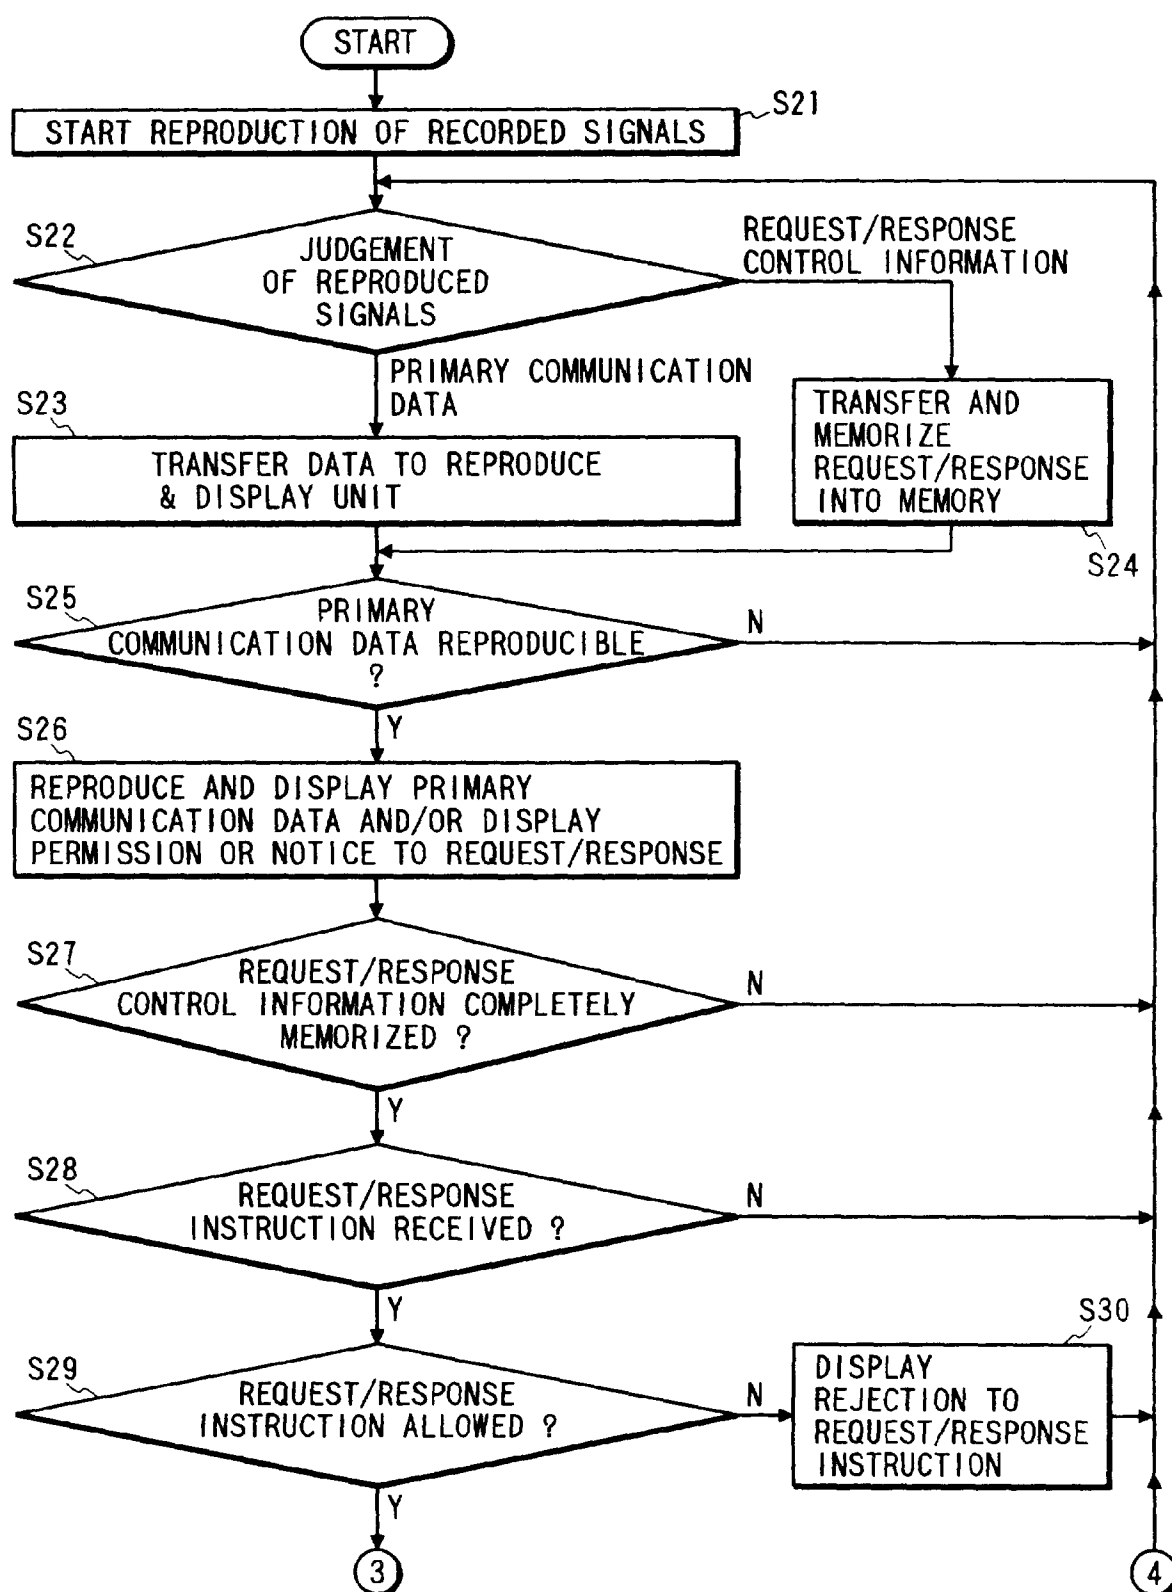 START
S21
START REPRODUCTION OF RECORDED SIGNALS
S22
JUDGEMENT
OF REPRODUCED
SIGNALS
REQUEST/RESPONSE
CONTROL INFORMATION
PRIMARY COMMUNICATION
DATA
S23
TRANSFER DATA TO REPRODUCE
& DISPLAY UNIT
TRANSFER AND
MEMORIZE
REQUEST/RESPONSE
INTO MEMORY
S24
S25
PRIMARY
COMMUNICATION DATA REPRODUCIBLE
?
N
Y
S26
REPRODUCE AND DISPLAY PRIMARY
COMMUNICATION DATA AND/OR DISPLAY
PERMISSION OR NOTICE TO REQUEST/RESPONSE
S27
REQUEST/RESPONSE
CONTROL INFORMATION COMPLETELY
MEMORIZED ?
N
Y
S28
REQUEST/RESPONSE
INSTRUCTION RECEIVED ?
N
Y
S29
REQUEST/RESPONSE
INSTRUCTION ALLOWED ?
N
S30
DISPLAY
REJECTION TO
REQUEST/RESPONSE
INSTRUCTION
Y
3
4